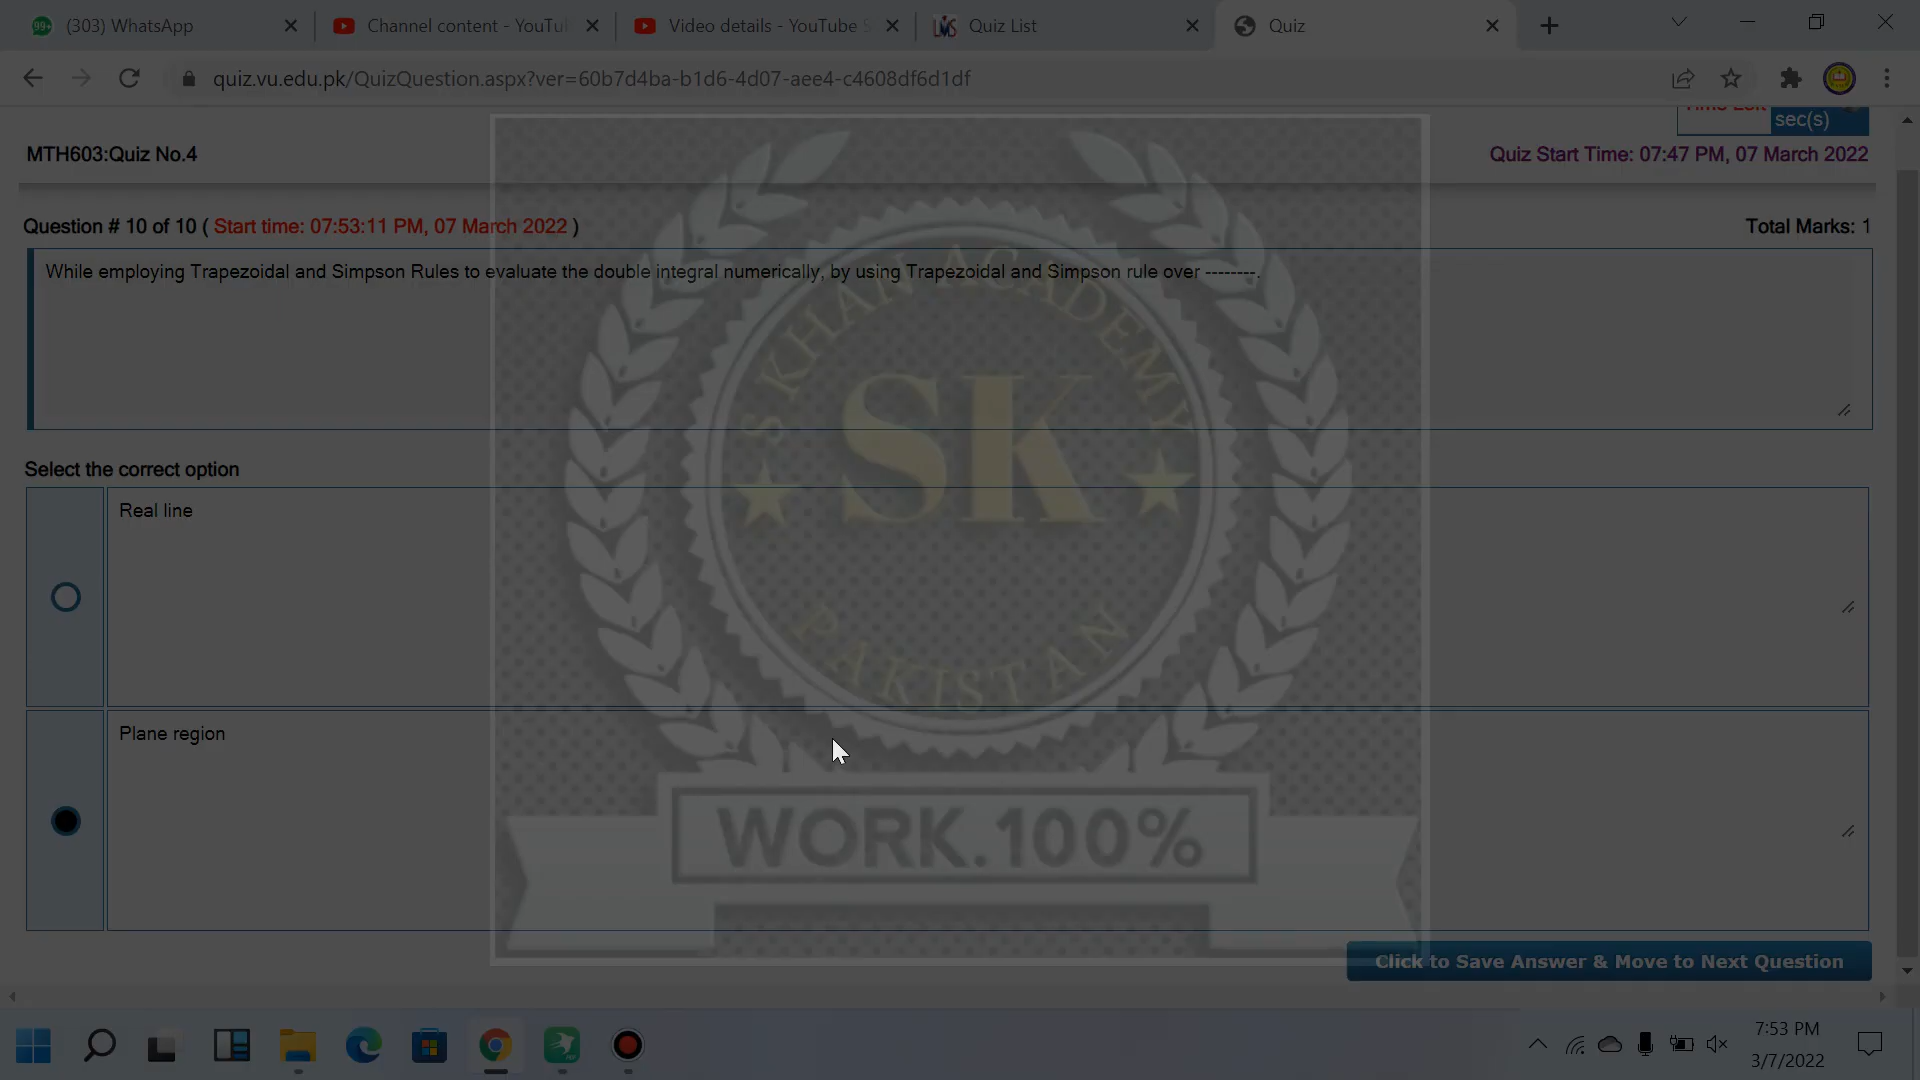 (303) WhatsApp
Channel content - YouTu
Video details - YouTube S
Quiz List
Quiz
quiz.vu.edu.pk/QuizQuestion.aspx?ver=60b7d4ba-b1d6-4d07-aee4-c4608df6d1df
sec(s)
MTH603:Quiz No.4
Quiz Start Time: 07:47 PM, 07 March 2022
Question # 10 of 10 ( Start time: 07:53:11 PM, 07 March 2022 )
Total Marks: 1
While employing Trapezoidal and Simpson Rules to evaluate the double integral numerically, by using Trapezoidal and Simpson rule over --------.
S KHAN ACADEMY
SK
PAKISTAN
WORK.100%
Select the correct option
Real line
Plane region
Click to Save Answer & Move to Next Question
7:53 PM
3/7/2022